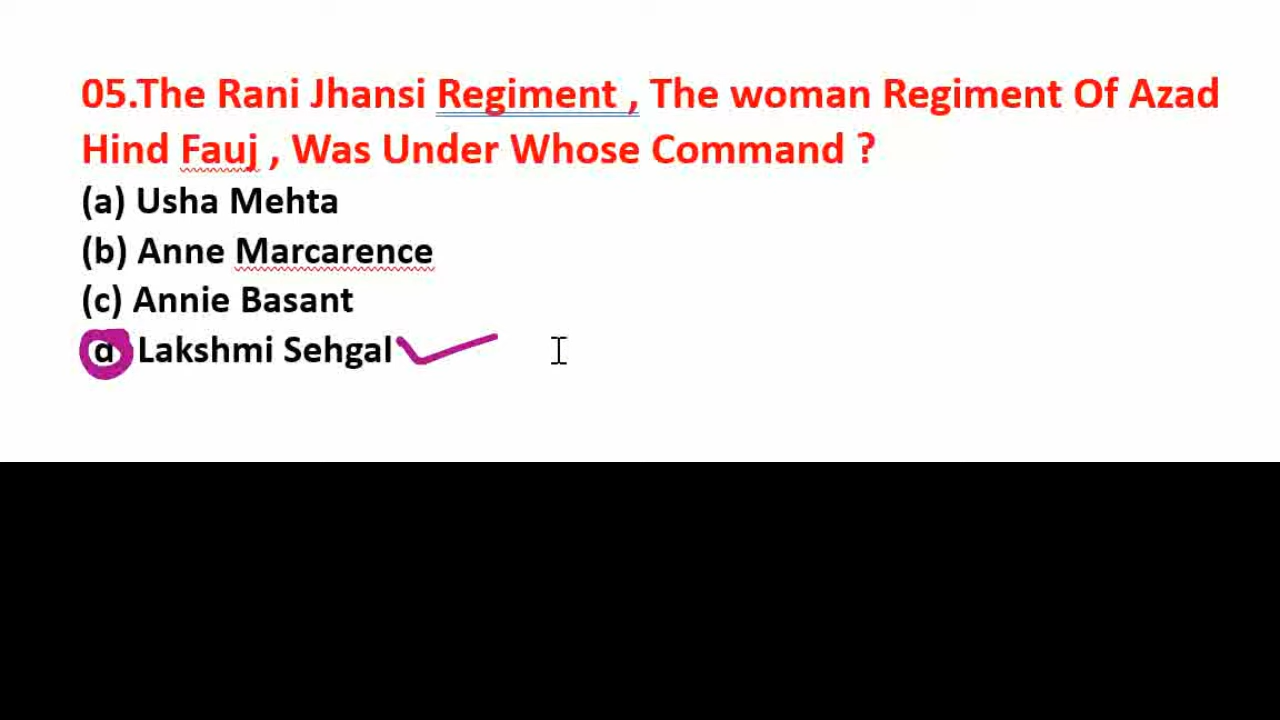 05.The Rani Jhansi Regiment , The woman Regiment Of Azad
Hind Fauj , Was Under Whose Command ?
(a) Usha Mehta
(b) Anne Marcarence
(c) Annie Basant
d Lakshmi Sehgal